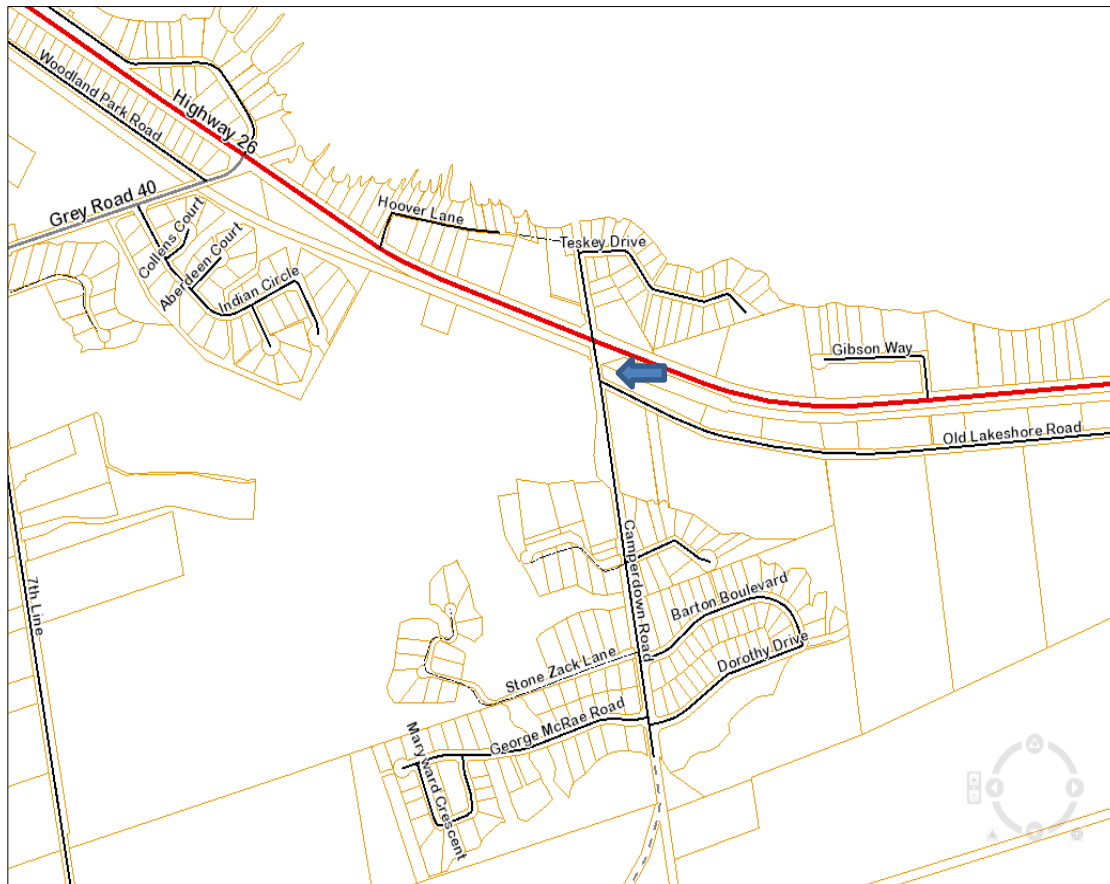 Woodland Park Road
Highway 26
Grey Road 40
Hoover Lane
Teskey Drive
Collens Court
Aberdeen Court
Indian Circle
Gibson Way
Old Lakeshore Road
Camperdown Road
7th Line
Barton Boulevard
Dorothy Drive
Stone Zack Lane
George McRae Road
Maryward Crescent